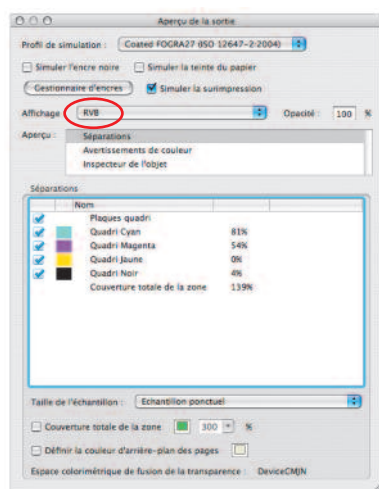 Aperçu de la sortie
Profil de simulation : Coated FOGRA27 (ISO 12647-2:2004)
Simuler l'encre noire Simuler la teinte du papier
Gestionnaire d'encres Simuler la surimpression
Affichage RVB Opacité : 100 %
Aperçu : Séparations
Avertissements de couleur
Inspecteur de l'objet
Séparations
Nom
Plaques quadri
Quadri Cyan 81%
Quadri Magenta 54%
Quadri Jaune 0%
Quadri Noir 4%
Couverture totale de la zone 139%
Taille de l'échantillon : Echantillon ponctuel
Couverture totale de la zone 300 %
Définir la couleur d'arrière-plan des pages
Espace colorimétrique de fusion de la transparence : DeviceCMJN